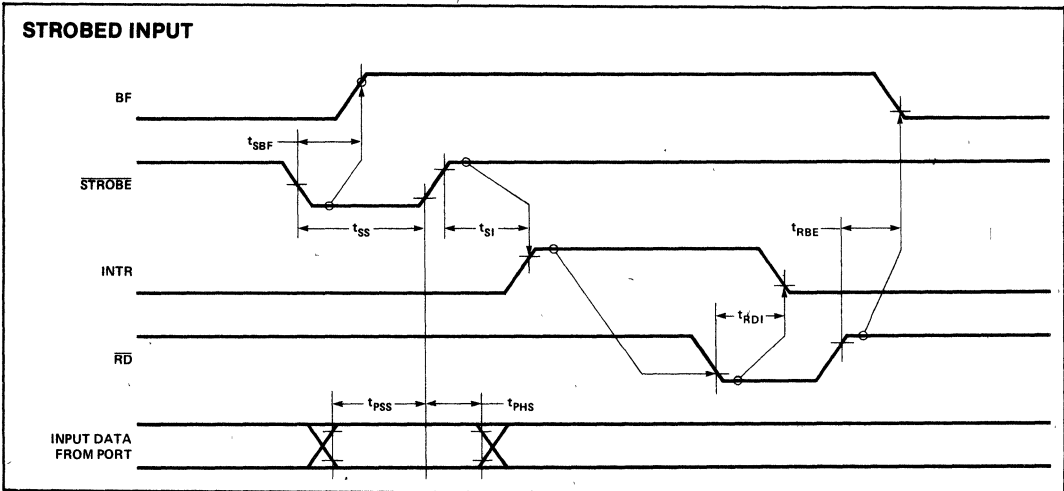 STROBED INPUT
BF
tSBF
STROBE
tSS
tSI
tRBE
INTR
tRDI
RD
tPSS
tPHS
INPUT DATA
FROM PORT